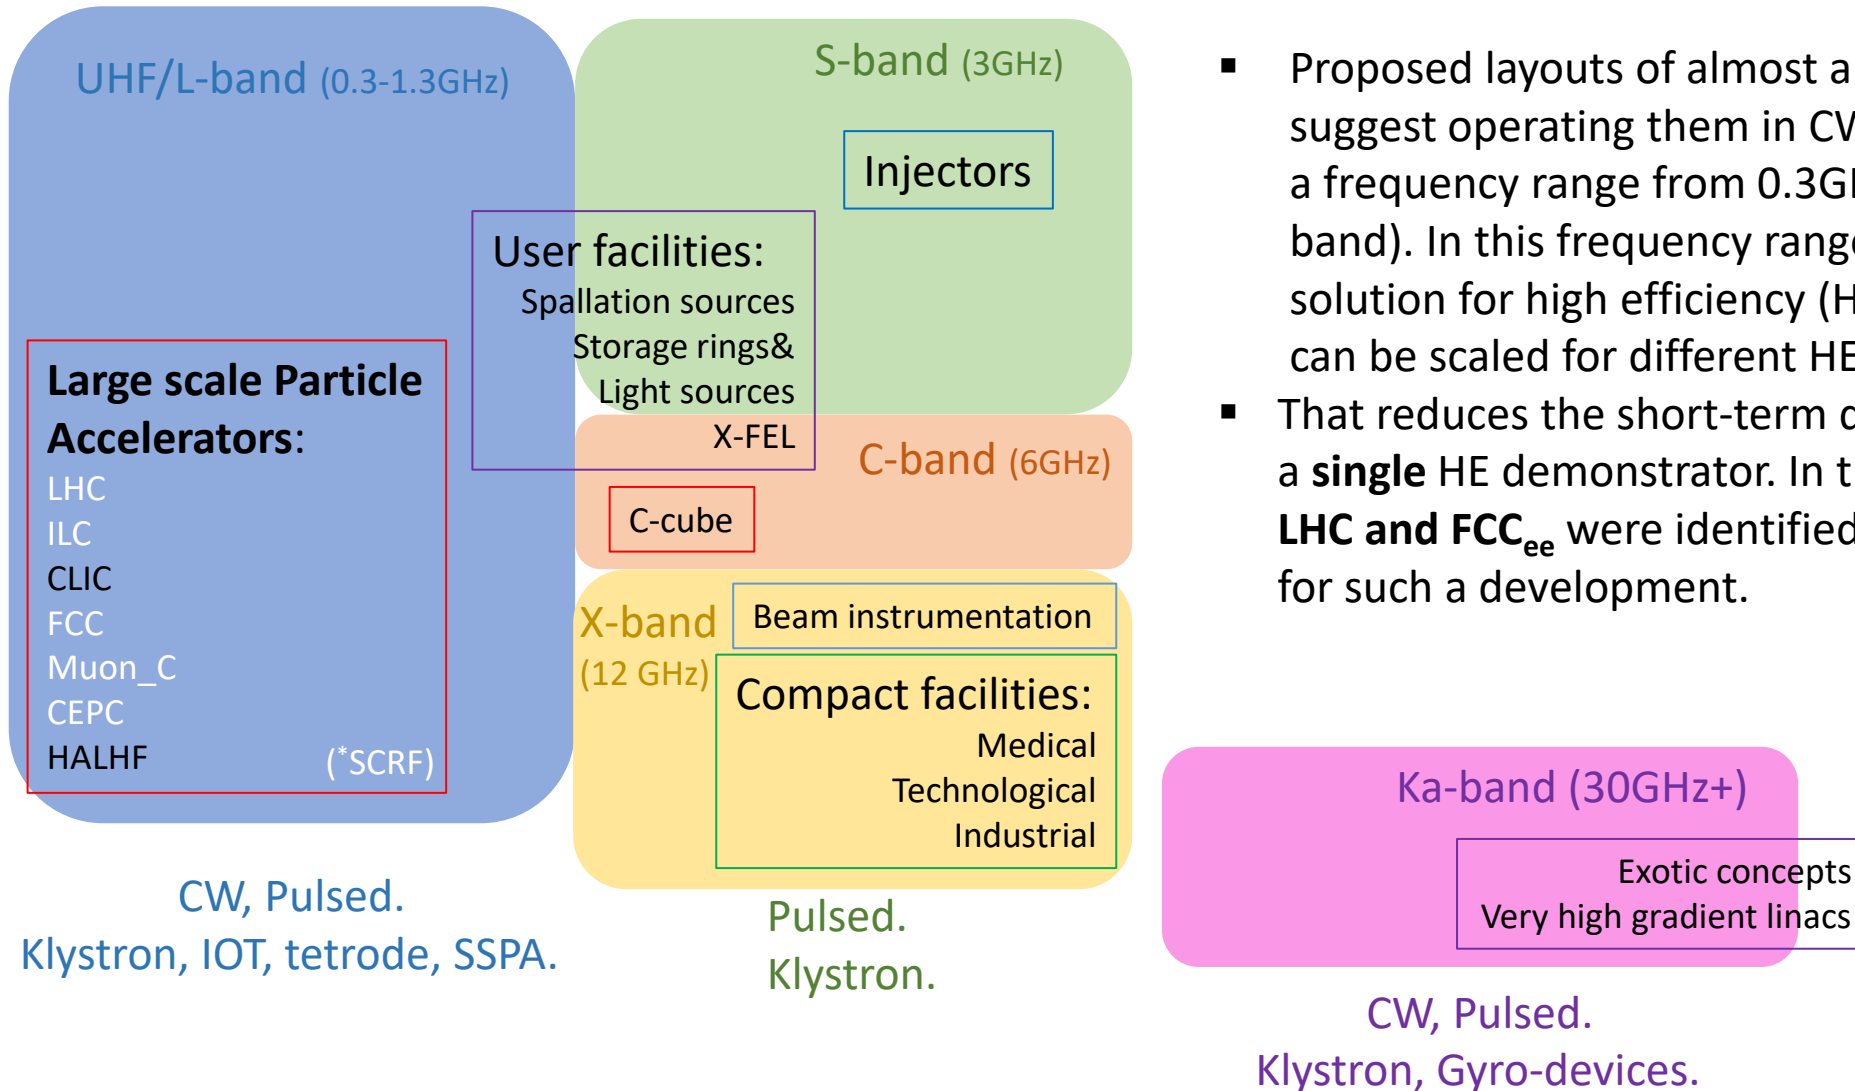 UHF/L-band (0.3-1.3GHz)
S-band (3GHz)
Injectors
User facilities:
Spallation sources
Storage rings&
Light sources
X-FEL
Large scale Particle
Accelerators:
LHC
ILC
CLIC
FCC
Muon_C
CEPC
HALHF (*SCRF)
C-band (6GHz)
C-cube
X-band
(12 GHz)
Beam instrumentation
Compact facilities:
Medical
Technological
Industrial
CW, Pulsed.
Klystron, IOT, tetrode, SSPA.
Pulsed.
Klystron.
▪ Proposed layouts of almost a
suggest operating them in CW
a frequency range from 0.3G
band). In this frequency range
solution for high efficiency (H
can be scaled for different HE
▪ That reduces the short-term
a single HE demonstrator. In t
LHC and FCCee were identified
for such a development.
Ka-band (30GHz+)
Exotic concepts
Very high gradient linacs
CW, Pulsed.
Klystron, Gyro-devices.